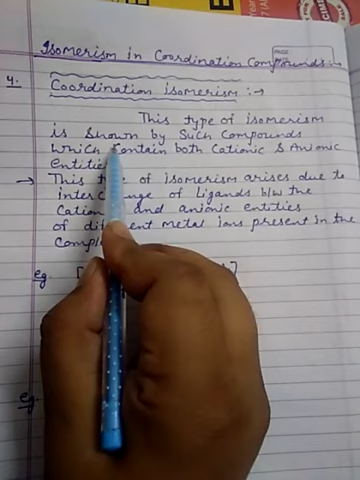 Isomerism in Coordination Compounds:-
PAGE:
4. Coordination isomerism :→
This type of isomerism
is shown by such compounds
which contain both cationic & Anionic
→ This of isomerism arises due to
of ligands b/w the
and anionic entities
of metal ions present in the
eg.
eg.